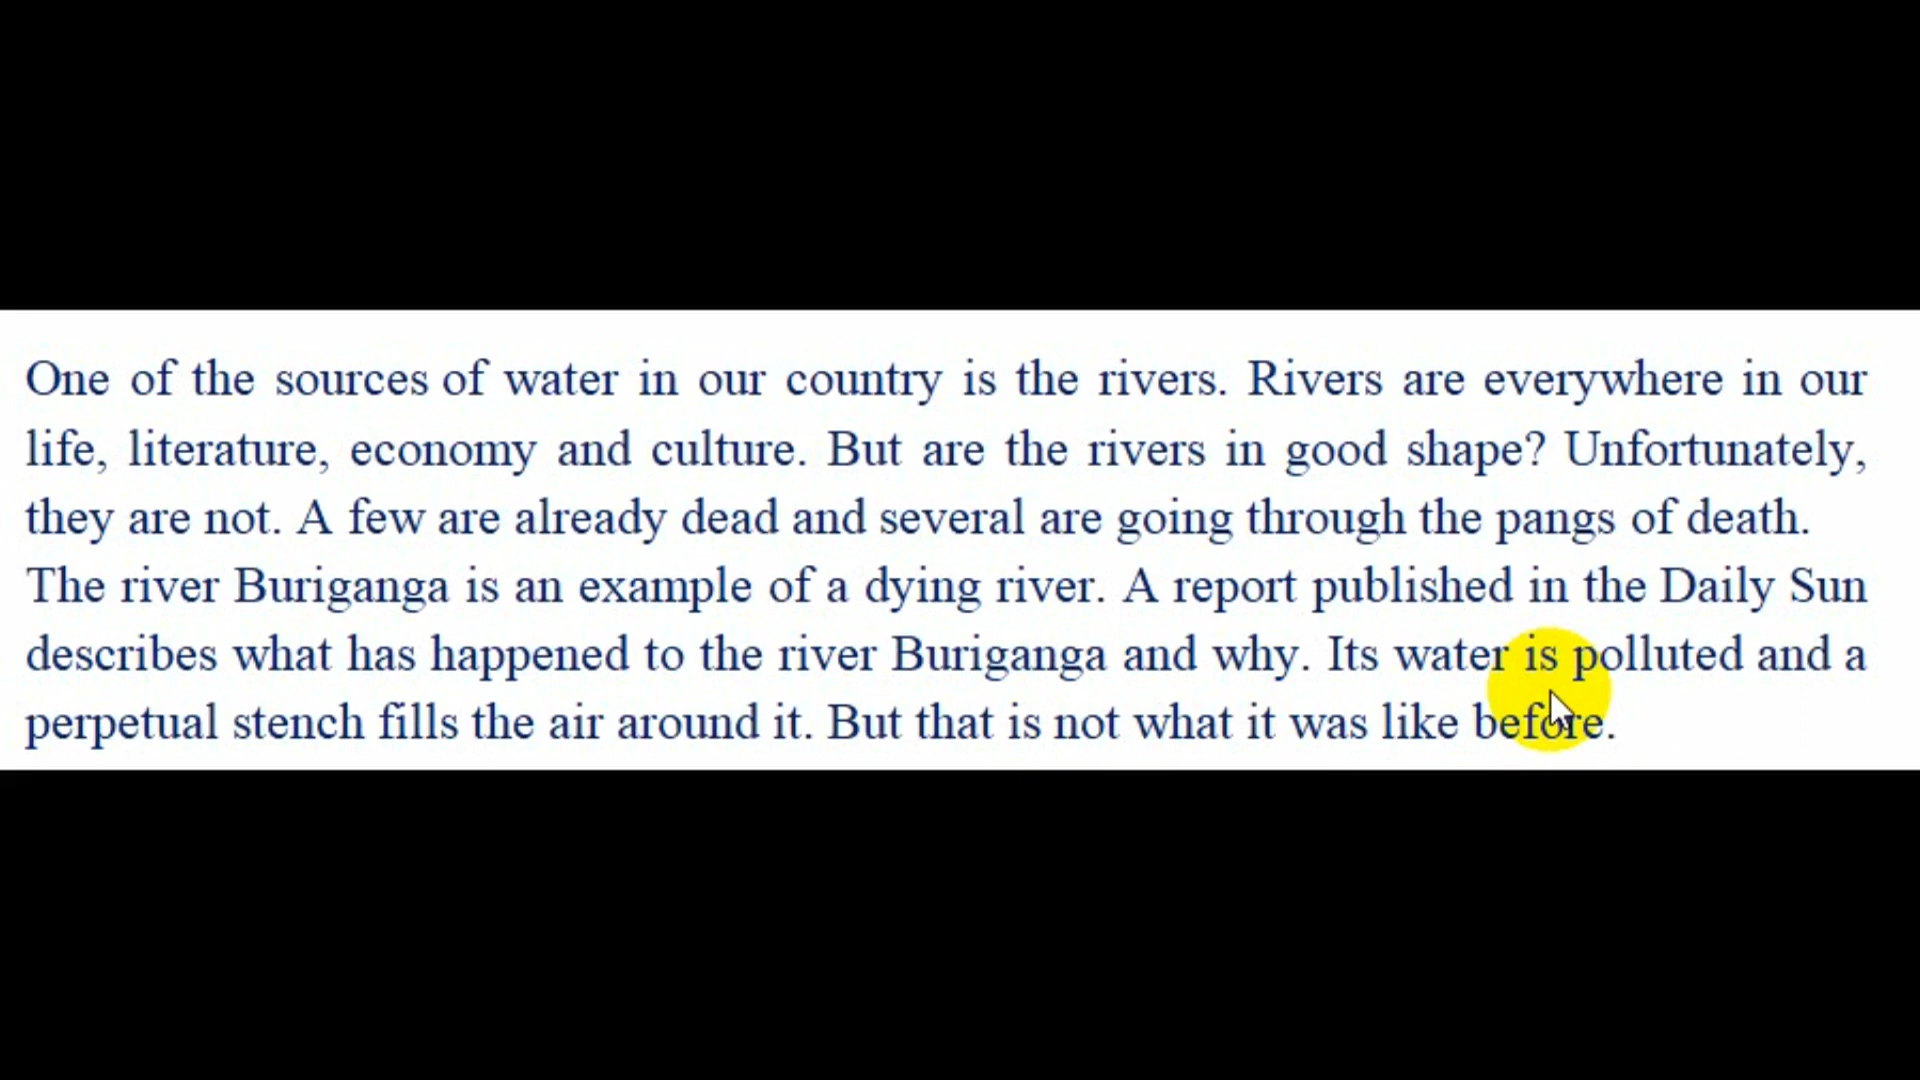 One of the sources of water in our country is the rivers. Rivers are everywhere in our
life, literature, economy and culture. But are the rivers in good shape? Unfortunately,
they are not. A few are already dead and several are going through the pangs of death.
The river Buriganga is an example of a dying river. A report published in the Daily Sun
describes what has happened to the river Buriganga and why. Its water is polluted and a
perpetual stench fills the air around it. But that is not what it was like before.